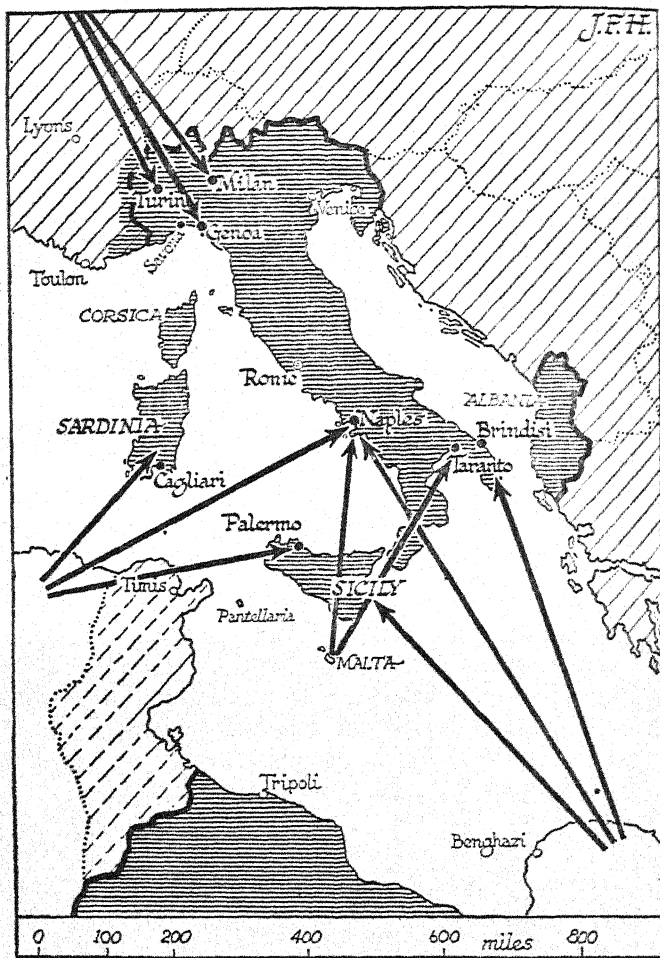 J.F.H.
Lyons
Milan
Turin
Venice
Savona
Genoa
Toulon
CORSICA
Rome
ALBANIA
Naples
SARDINIA
Brindisi
Taranto
Cagliari
Palermo
Tunis
SICILY
Pantellaria
MALTA
Tripoli
Benghazi
0 100 200 400 600 miles 800